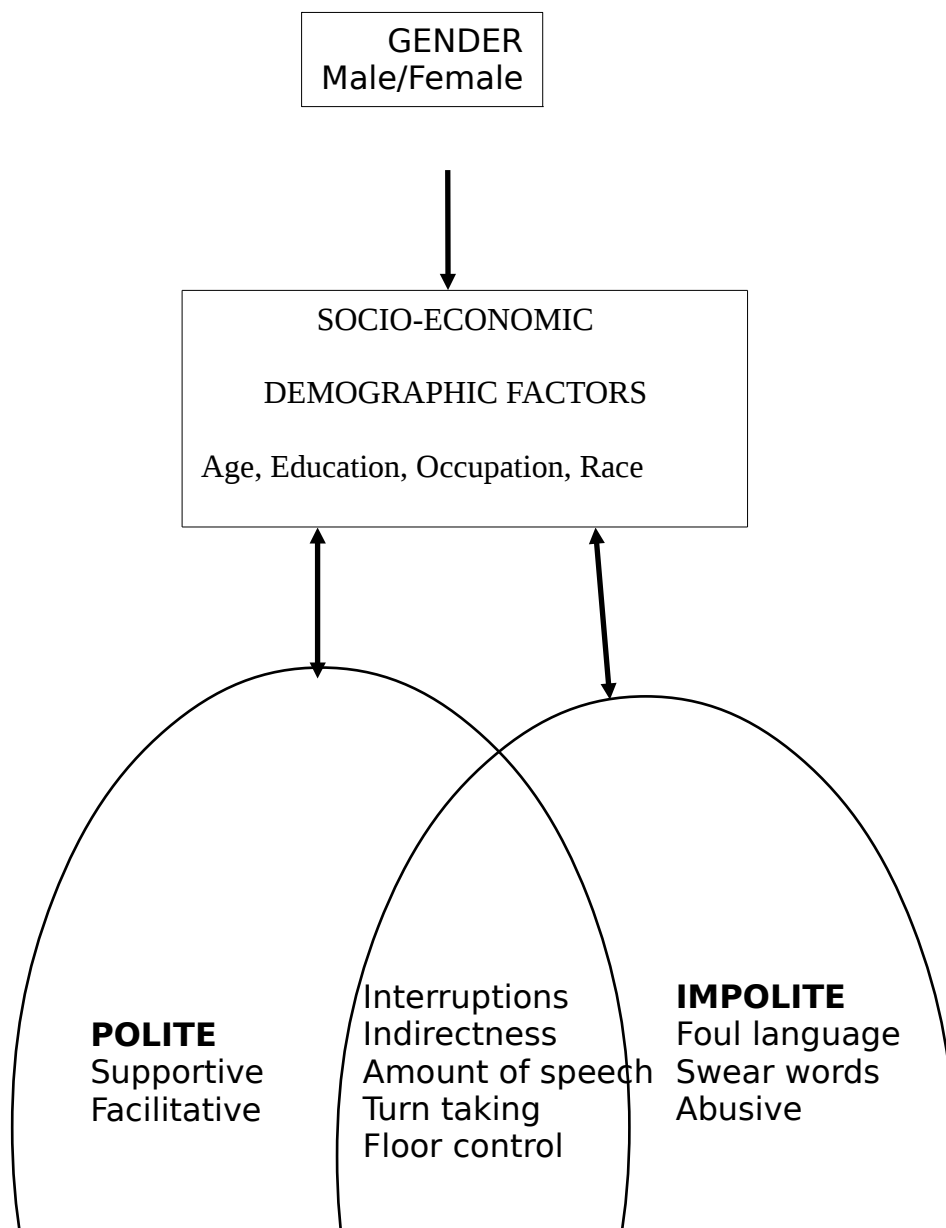 GENDER
Male/Female
SOCIO-ECONOMIC
DEMOGRAPHIC FACTORS
Age, Education, Occupation, Race
POLITE
Supportive
Facilitative
Interruptions
Indirectness
Amount of speech
Turn taking
Floor control
IMPOLITE
Foul language
Swear words
Abusive